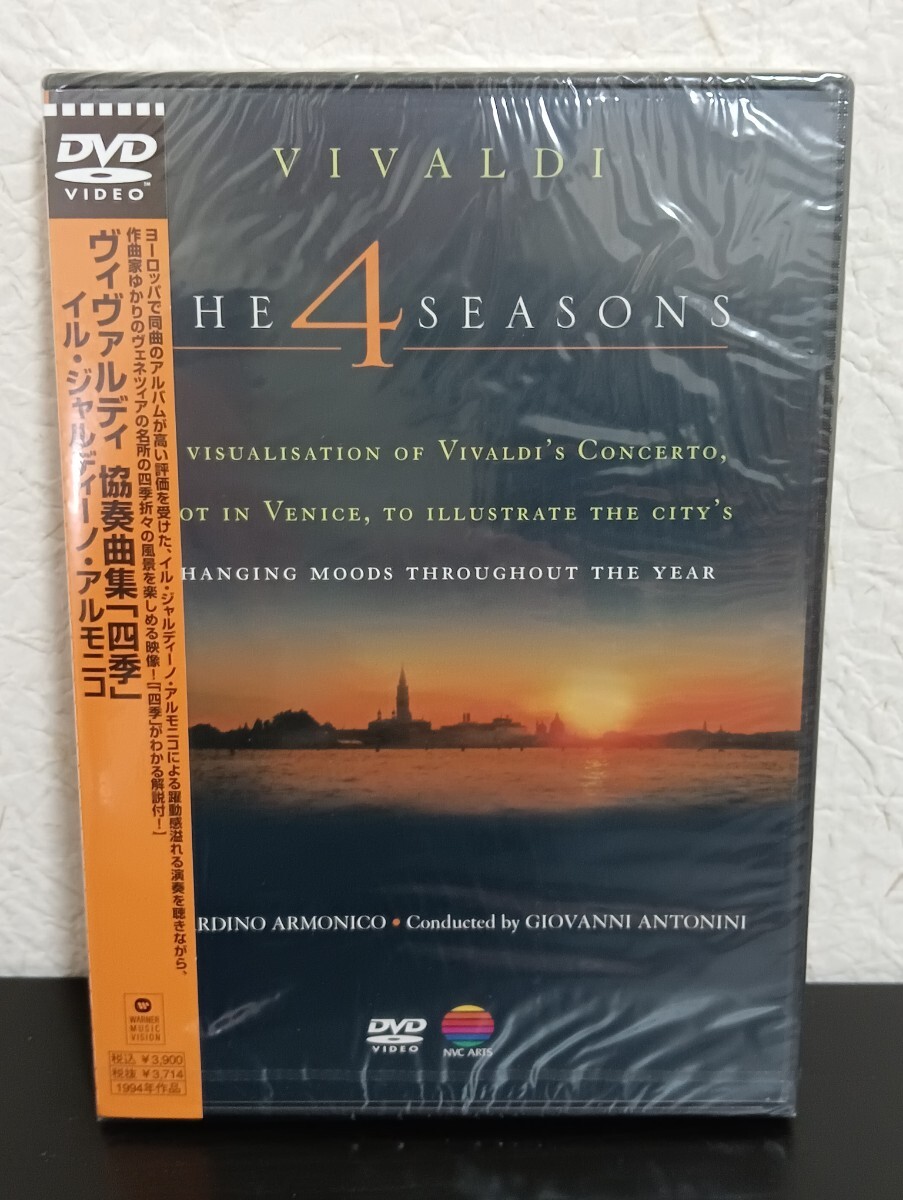 DVD
VIDEO™
ヨーロッパで同曲のアルバムが高い評価を受けた、イル・ジャルディーノ・アルモニコによる躍動感溢れる演奏を聴きながら、
作曲家ゆかりのヴェネツィアの名所の四季折々の風景を楽しめる映像！【「四季」がわかる解説付！】
ヴィヴァルディ 協奏曲集「四季」
イル・ジャルディーノ・アルモニコ
WARNER
MUSIC
VISION
税込 ￥3,900
税抜 ￥3,714
1994年作品
VIVALDI
HE 4 SEASONS
VISUALISATION OF VIVALDI'S CONCERTO,
OT IN VENICE, TO ILLUSTRATE THE CITY'S
HANGING MOODS THROUGHOUT THE YEAR
RDINO ARMONICO • Conducted by GIOVANNI ANTONINI
DVD
VIDEO
NVC ARTS